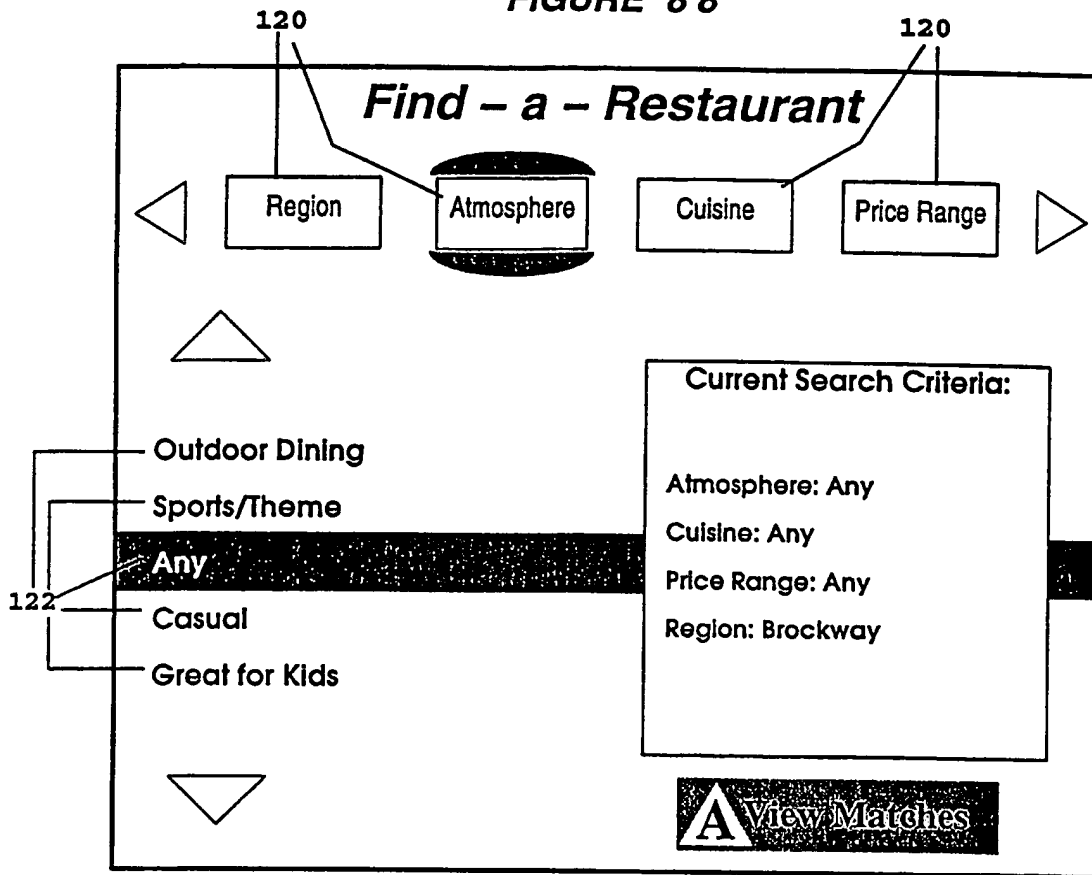 120
120
Find – a – Restaurant
Region
Atmosphere
Cuisine
Price Range
Current Search Criteria:
Outdoor Dining
Sports/Theme
Any
Casual
Great for Kids
122
Atmosphere: Any
Cuisine: Any
Price Range: Any
Region: Brockway
A View Matches